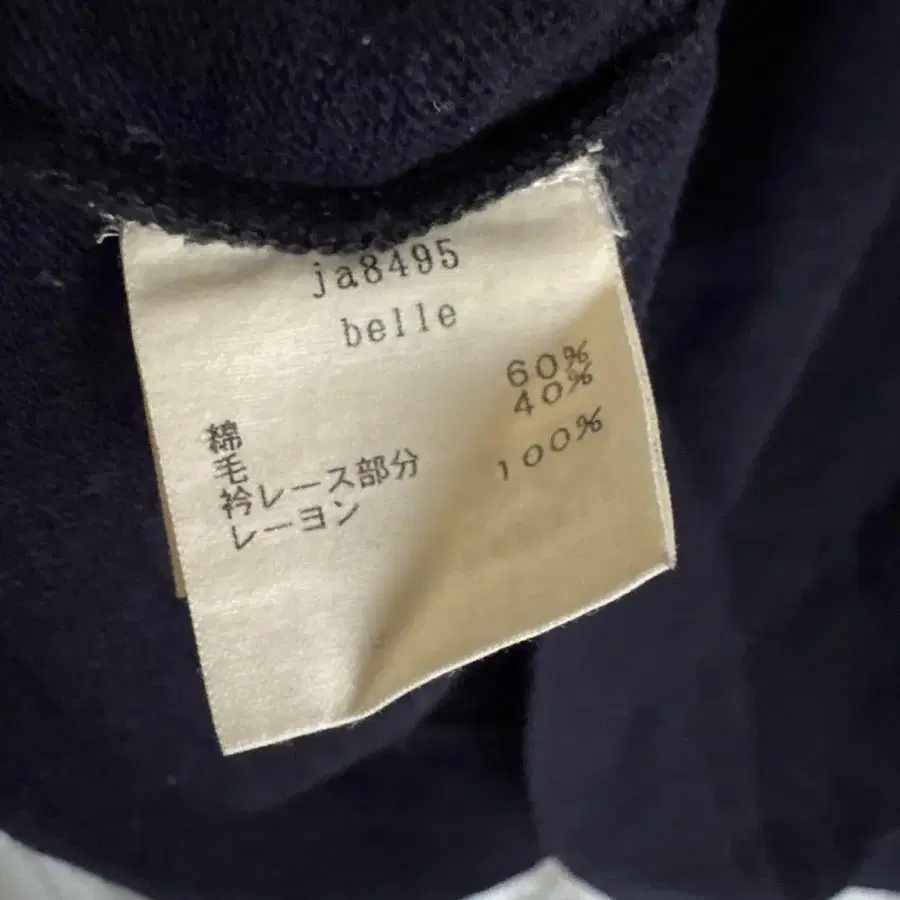 ja8495
belle
綿 60%
毛 40%
衿レース部分
レーヨン 100%